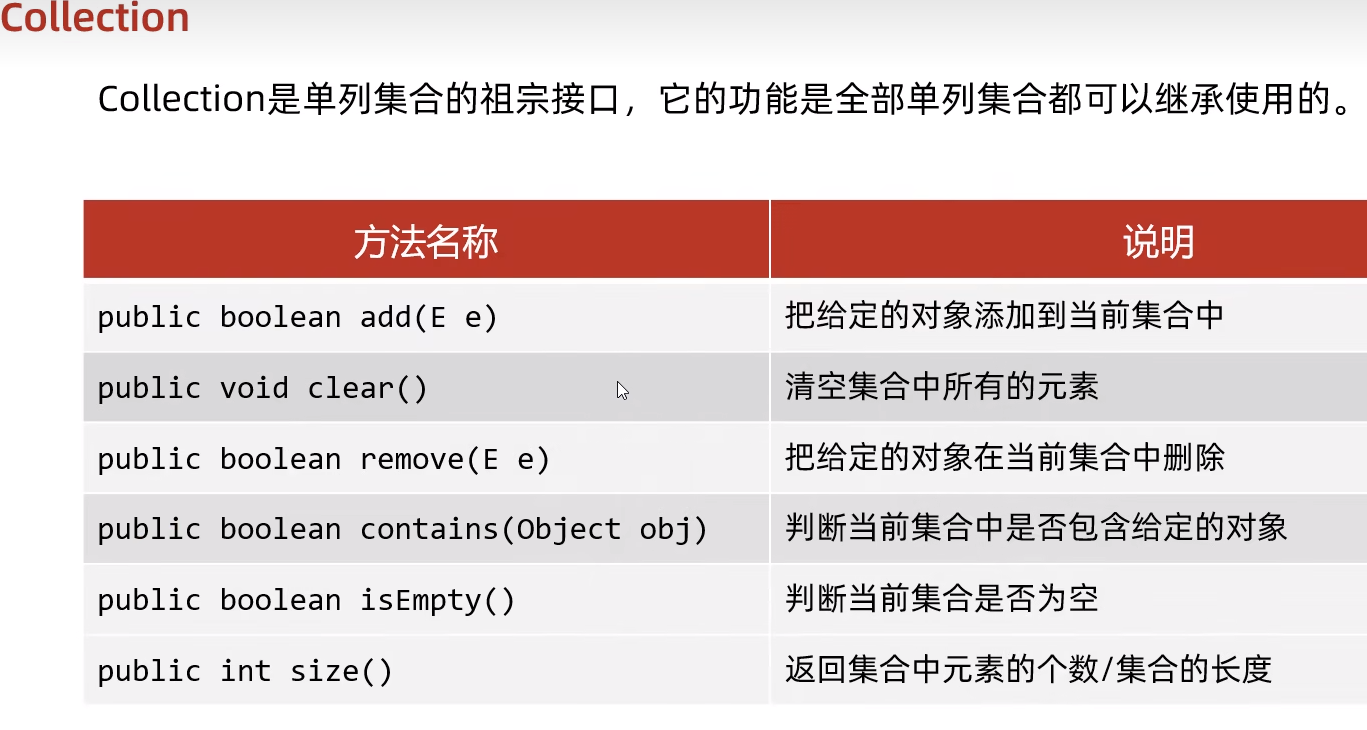 Collection
Collection是单列集合的祖宗接口，它的功能是全部单列集合都可以继承使用的。
方法名称 说明
public boolean add(E e) 把给定的对象添加到当前集合中
public void clear() 清空集合中所有的元素
public boolean remove(E e) 把给定的对象在当前集合中删除
public boolean contains(Object obj) 判断当前集合中是否包含给定的对象
public boolean isEmpty() 判断当前集合是否为空
public int size() 返回集合中元素的个数/集合的长度